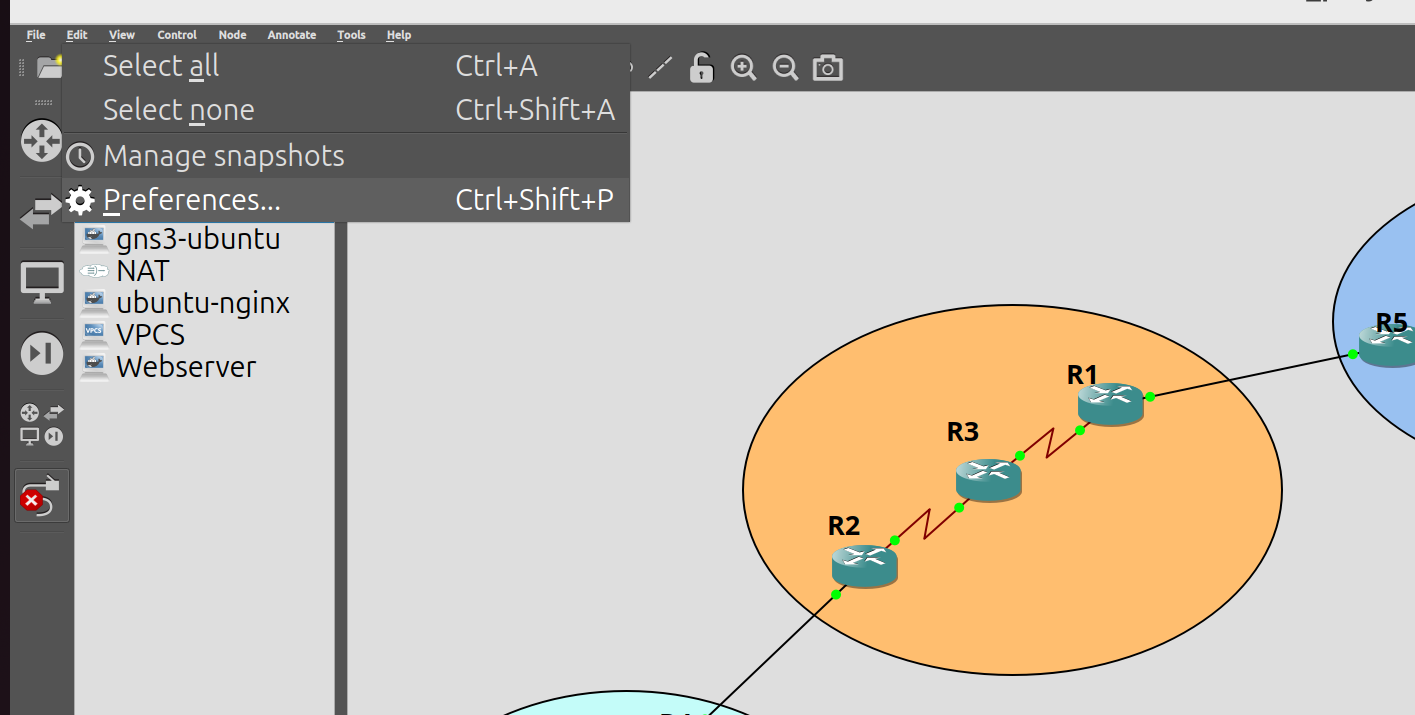 File Edit View Control Node Annotate Tools Help
Select all Ctrl+A
Select none Ctrl+Shift+A
Manage snapshots
Preferences... Ctrl+Shift+P
gns3-ubuntu
NAT
ubuntu-nginx
VPCS
VPCS
Webserver
R5
R1
R3
R2